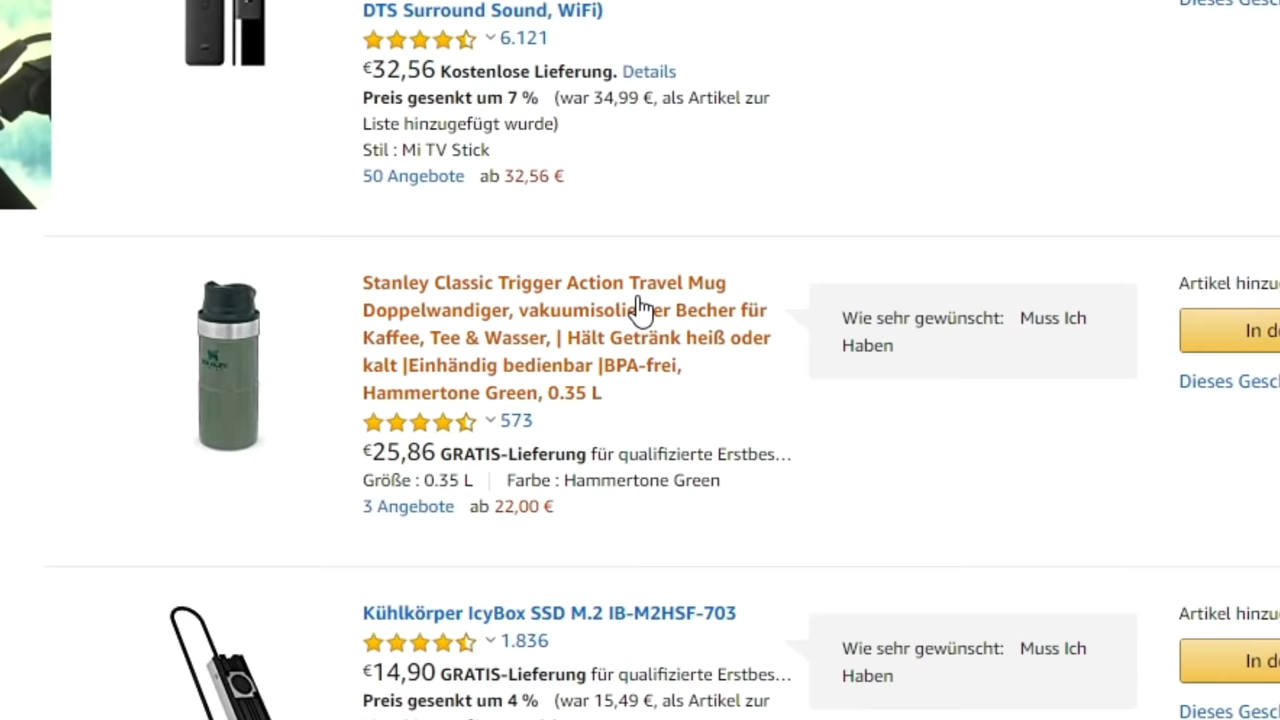 DTS Surround Sound, WiFi)
6.121
€32,56 Kostenlose Lieferung. Details
Preis gesenkt um 7 % (war 34,99 €, als Artikel zur
Liste hinzugefügt wurde)
Stil : Mi TV Stick
50 Angebote ab 32,56 €
Stanley Classic Trigger Action Travel Mug
Doppelwandiger, Becher für
Kaffee, Tee & Wasser, | Hält Getränk heiß oder
kalt |Einhändig bedienbar |BPA-frei,
Hammertone Green, 0.35 L
573
€25,86 GRATIS-Lieferung für qualifizierte Erstbes…
Größe : 0.35 L Farbe : Hammertone Green
3 Angebote ab 22,00 €
Wie sehr gewünscht: Muss Ich
Haben
Artikel hinzu
In d
Dieses Gesc
STANLEY
Kühlkörper IcyBox SSD M.2 IB-M2HSF-703
1.836
€14,90 GRATIS-Lieferung für qualifizierte Erstbes…
Preis gesenkt um 4 % (war 15,49 €, als Artikel zur
Wie sehr gewünscht: Muss Ich
Haben
Artikel hinzu
In d
Dieses Gesc